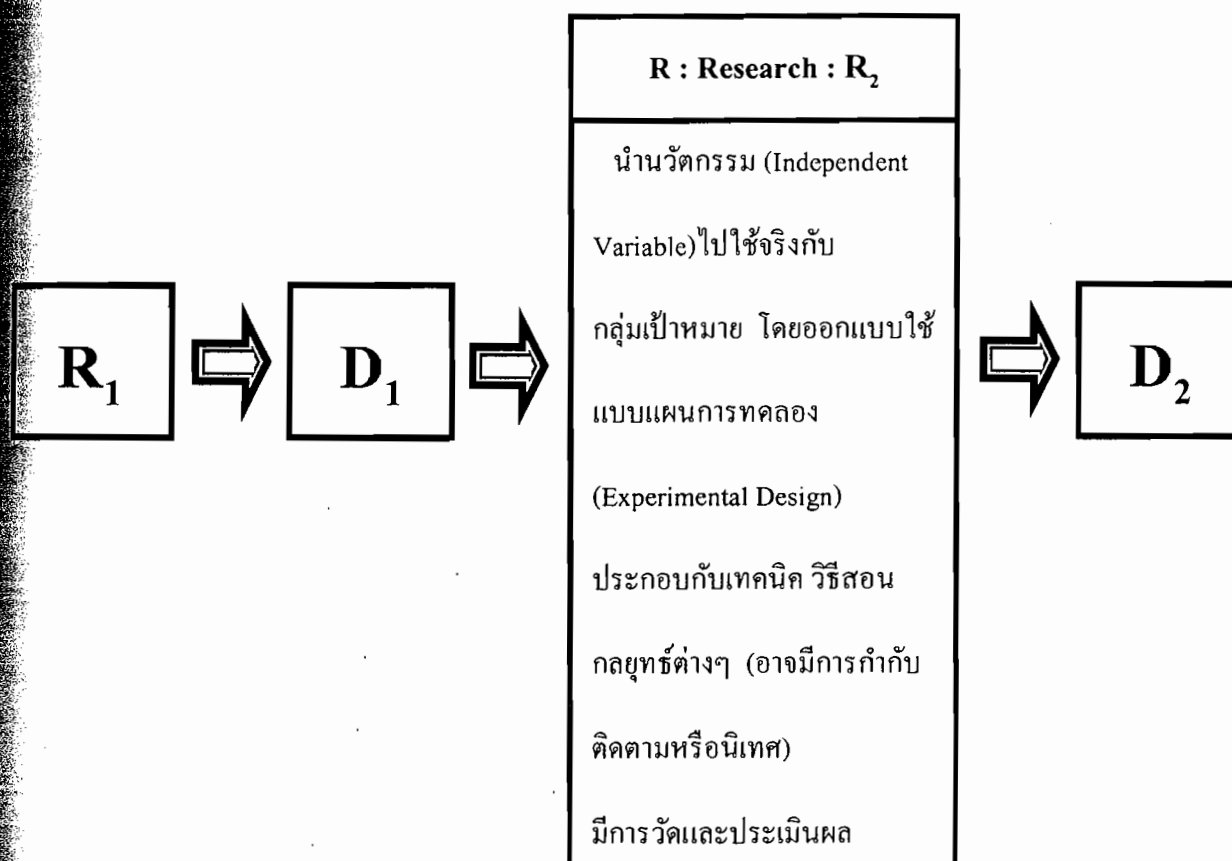 R : Research : R₂
นำนวัตกรรม (Independent
Variable)ไปใช้จริงกับ
กลุ่มเป้าหมาย โดยออกแบบใช้
แบบแผนการทดลอง
(Experimental Design)
ประกอบกับเทคนิค วิธีสอน
กลยุทธ์ต่างๆ (อาจมีการกำกับ
ติดตามหรือนิเทศ)
มีการวัดและประเมินผล
R₁
D₁
D₂